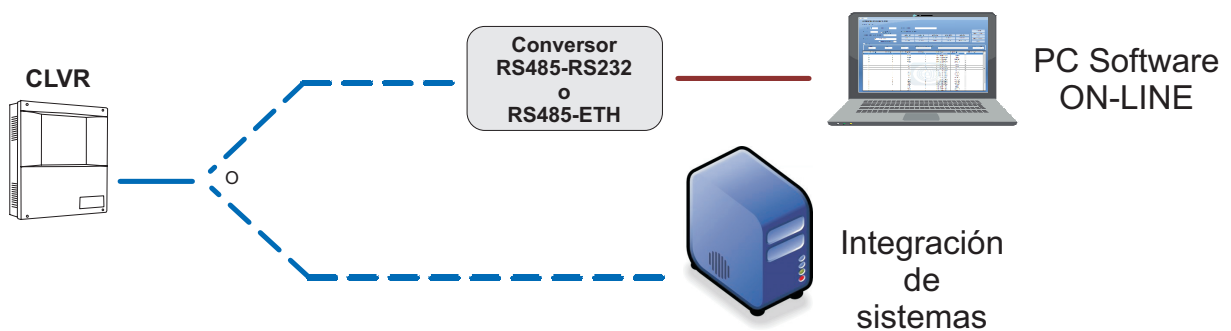 CLVR
Conversor
RS485-RS232
o
RS485-ETH
PC Software
ON-LINE
O
Integración
de
sistemas